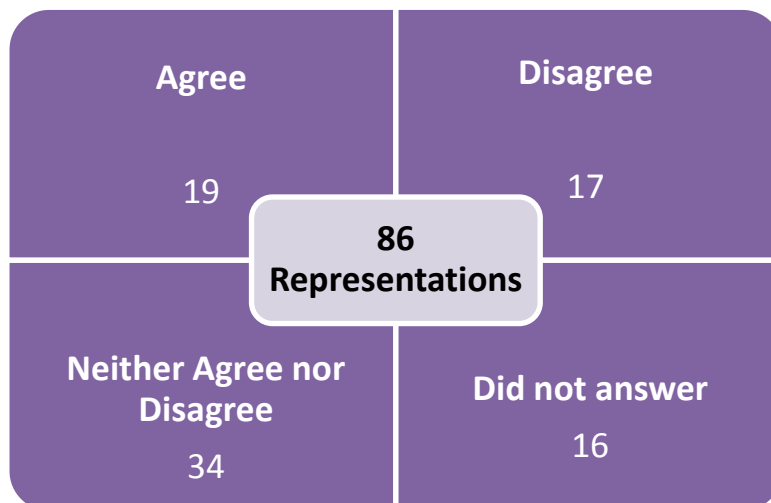 Agree
19
Disagree
17
86
Representations
Neither Agree nor
Disagree
34
Did not answer
16